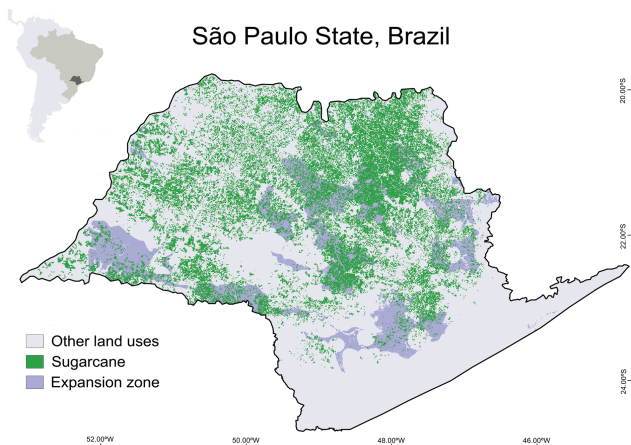 São Paulo State, Brazil
20.00°S
22.00°S
24.00°S
Other land uses
Sugarcane
Expansion zone
52.00°W
50.00°W
48.00°W
46.00°W